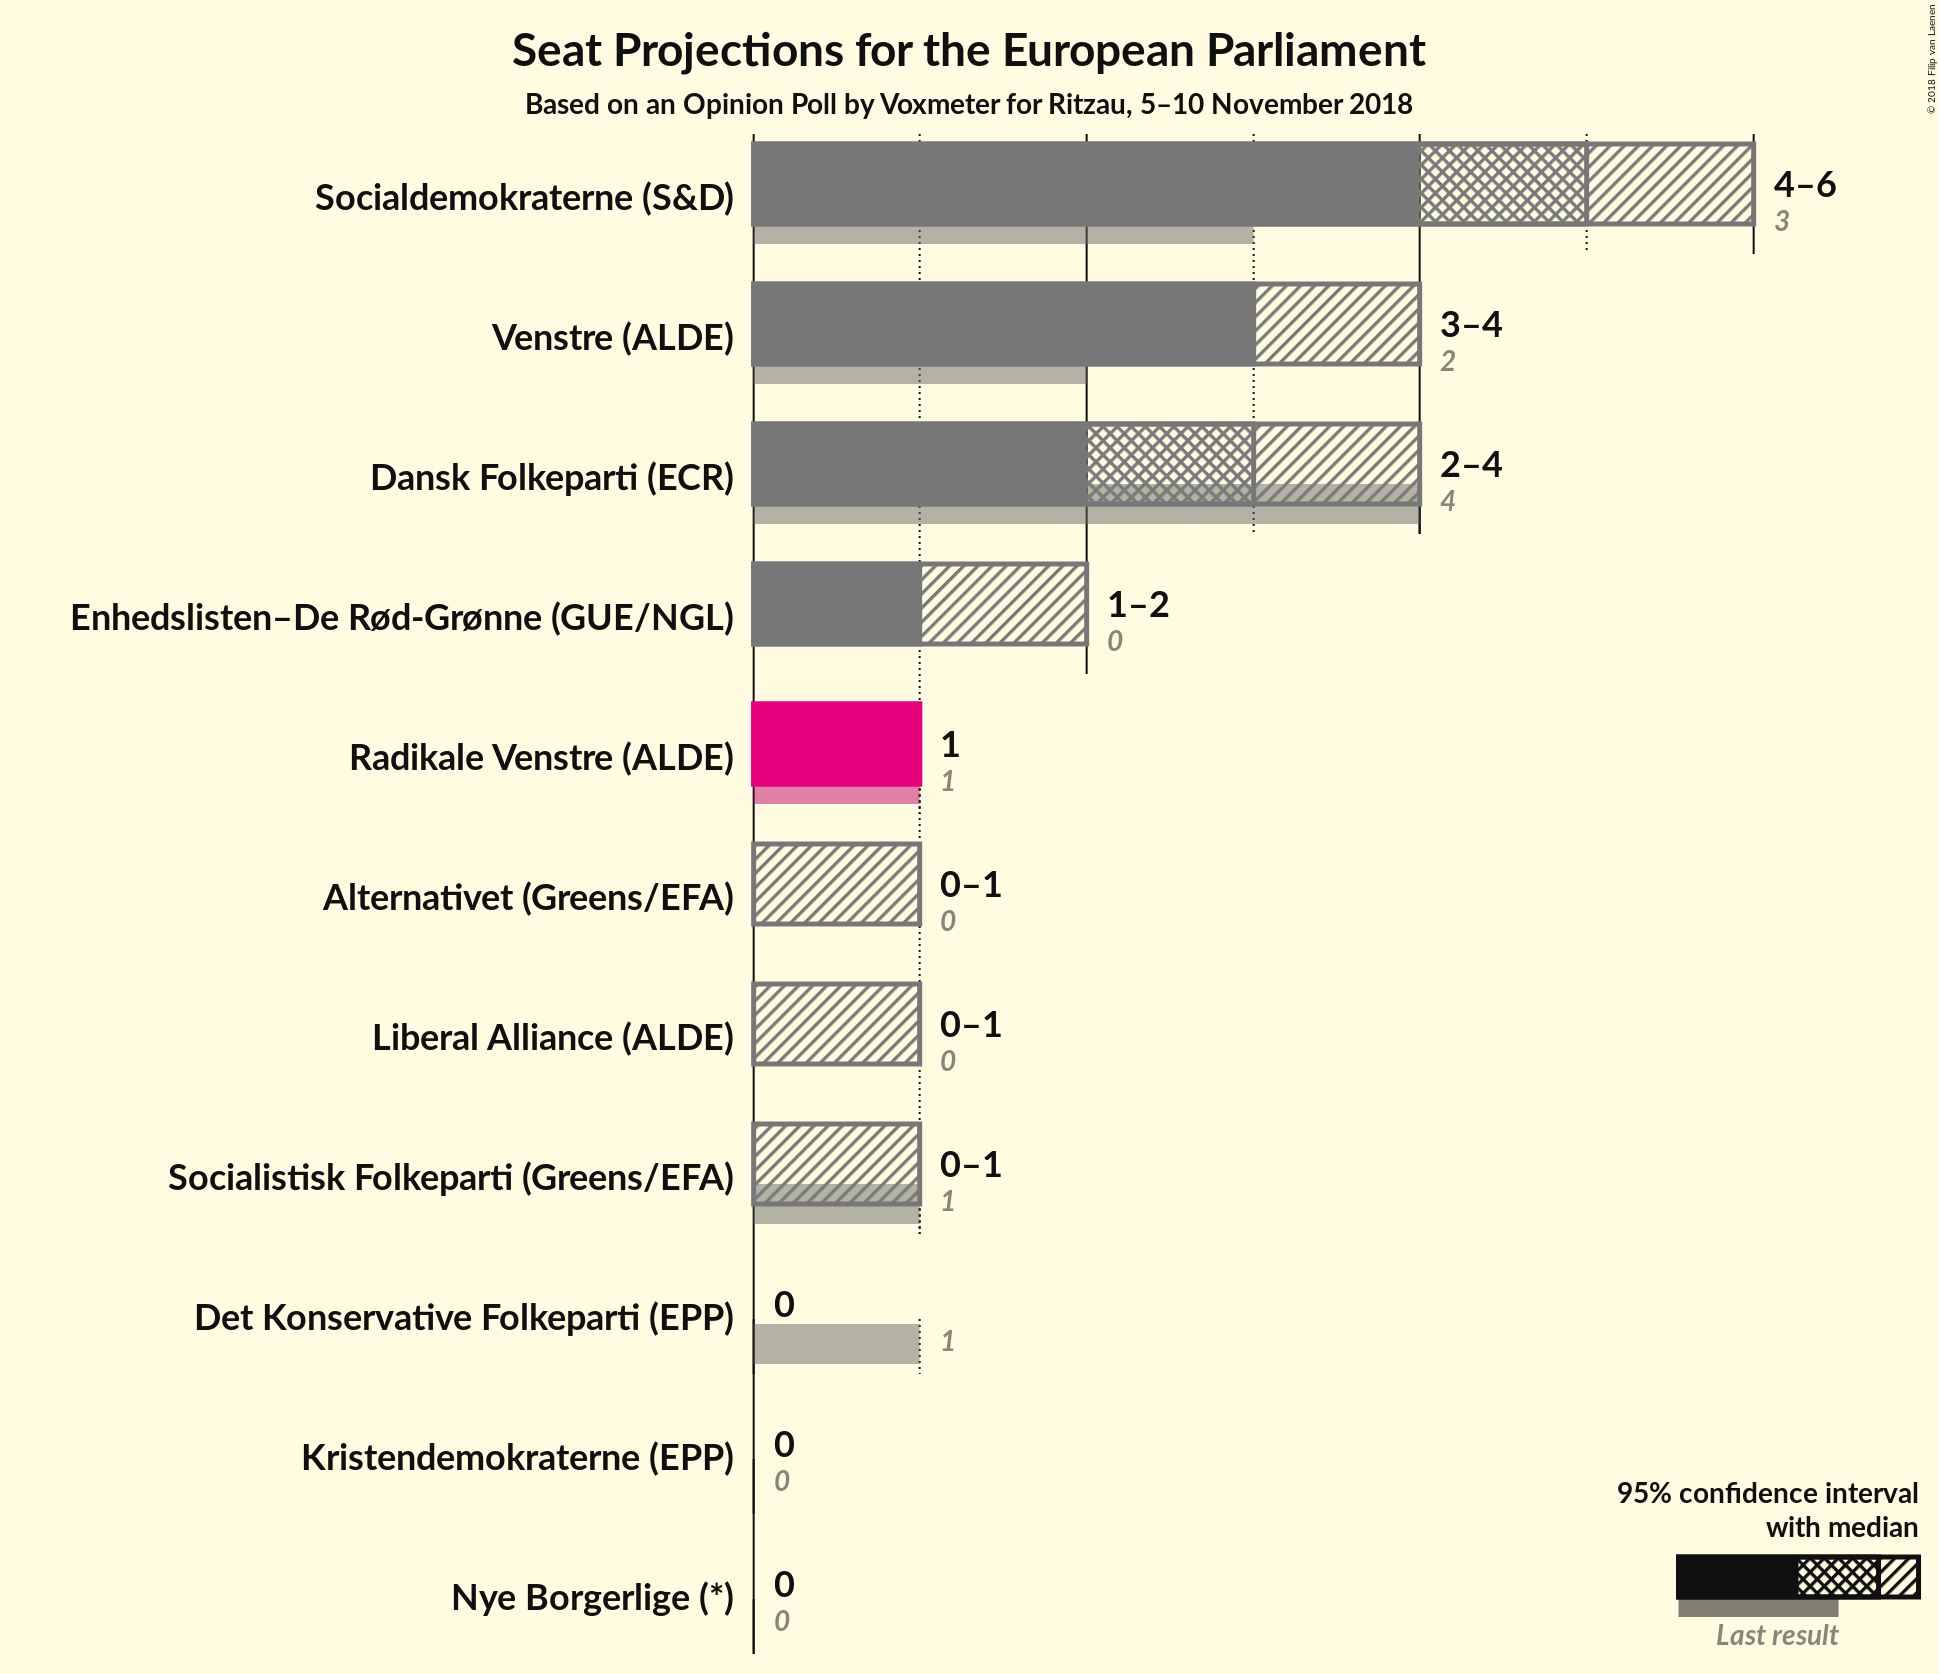 Seat Projections for the European Parliament
Based on an Opinion Poll by Voxmeter for Ritzau, 5–10 November 2018
© 2018 Filip van Laenen
Socialdemokraterne (S&D)
4–6
3
Venstre (ALDE)
3–4
2
Dansk Folkeparti (ECR)
2–4
4
Enhedslisten–De Rød-Grønne (GUE/NGL)
1–2
0
Radikale Venstre (ALDE)
1
1
Alternativet (Greens/EFA)
0–1
0
Liberal Alliance (ALDE)
0–1
0
Socialistisk Folkeparti (Greens/EFA)
0–1
1
Det Konservative Folkeparti (EPP)
0
1
Kristendemokraterne (EPP)
0
0
Nye Borgerlige (*)
0
0
95% confidence interval
with median
Last result